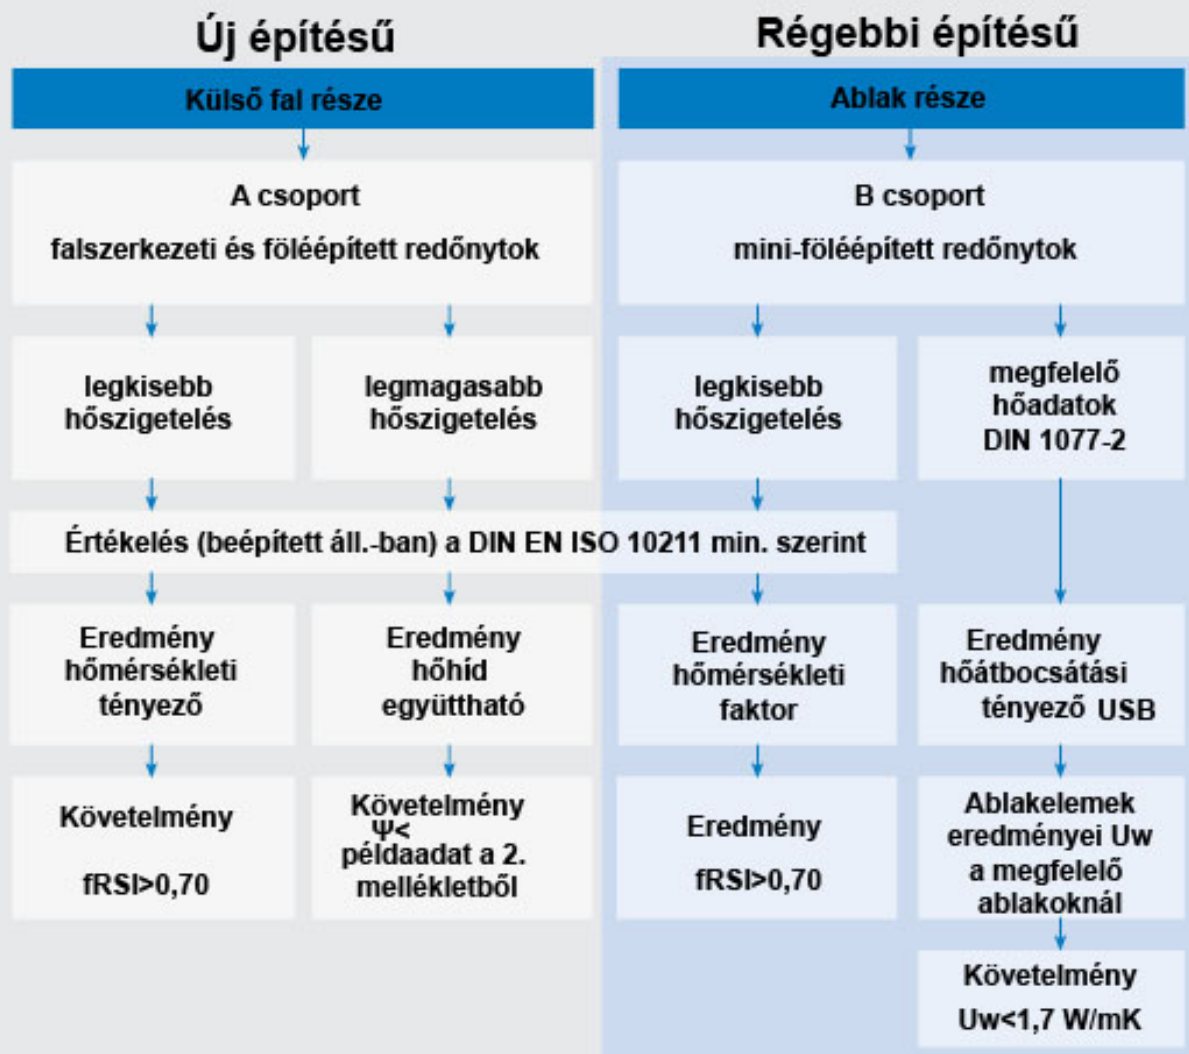 Új építésű
Régebbi építésű
Külső fal része
Ablak része
A csoport
falszerkezeti és föléépített redőnytok
B csoport
mini-föléépített redőnytok
legkisebb
hőszigetelés
legmagasabb
hőszigetelés
legkisebb
hőszigetelés
megfelelő
hőadatok
DIN 1077-2
Értékelés (beépített áll.-ban) a DIN EN ISO 10211 min. szerint
Eredmény
hőmérsékleti
tényező
Eredmény
hőhíd
együttható
Eredmény
hőmérsékleti
faktor
Eredmény
hőátbocsátási
tényező USB
Követelmény
fRSI>0,70
Követelmény
Ψ<
példaadat a 2.
mellékletből
Eredmény
fRSI>0,70
Ablakelemek
eredményei Uw
a megfelelő
ablakoknál
Követelmény
Uw<1,7 W/mK